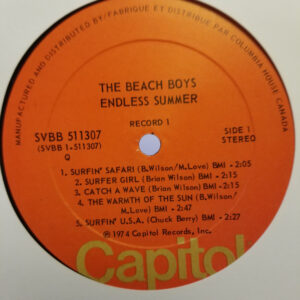 MANUFACTURED AND DISTRIBUTED BY/FABRIQUE ET DISTRIBUE PAR COLUMBIA HOUSE CANADA
THE BEACH BOYS
ENDLESS SUMMER
RECORD 1
SVBB 511307
(SVBB 1-511307)
Q
SIDE 1
STEREO
1. SURFIN' SAFARI (B.Wilson/M.Love) BMI - 2:05
2. SURFER GIRL (Brian Wilson) BMI - 2:15
3. CATCH A WAVE (Brian Wilson) BMI - 2:15
4. THE WARMTH OF THE SUN (B.Wilson/
M.Love) BMI - 2:47
5. SURFIN' U.S.A. (Chuck Berry) BMI - 2:27
℗ 1974 Capitol Records, Inc.
Capitol